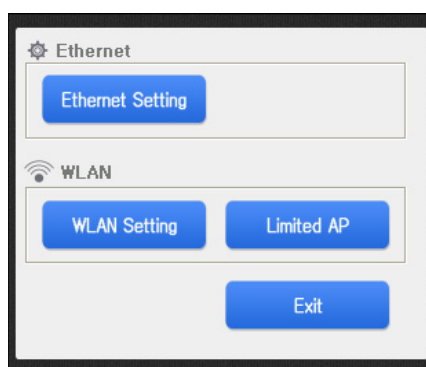 Ethernet
Ethernet Setting
WLAN
WLAN Setting Limited AP
Exit